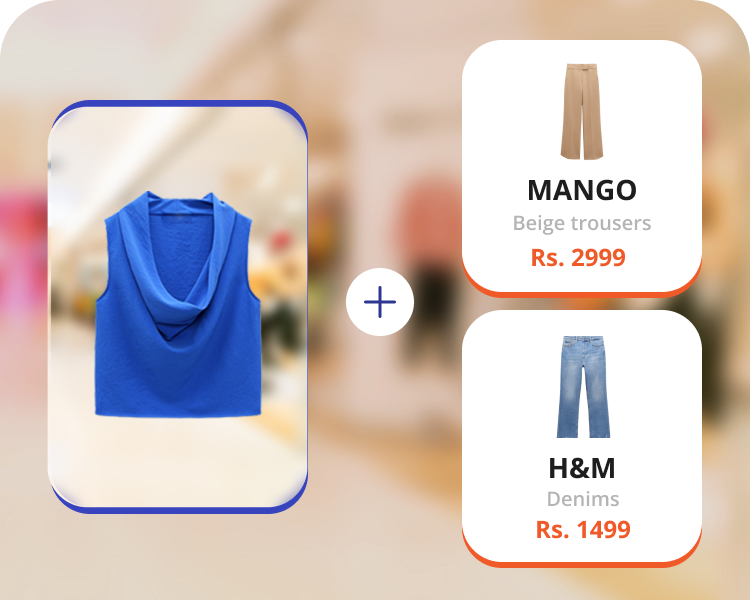 MANGO
Beige trousers
Rs. 2999
H&M
Denims
Rs. 1499